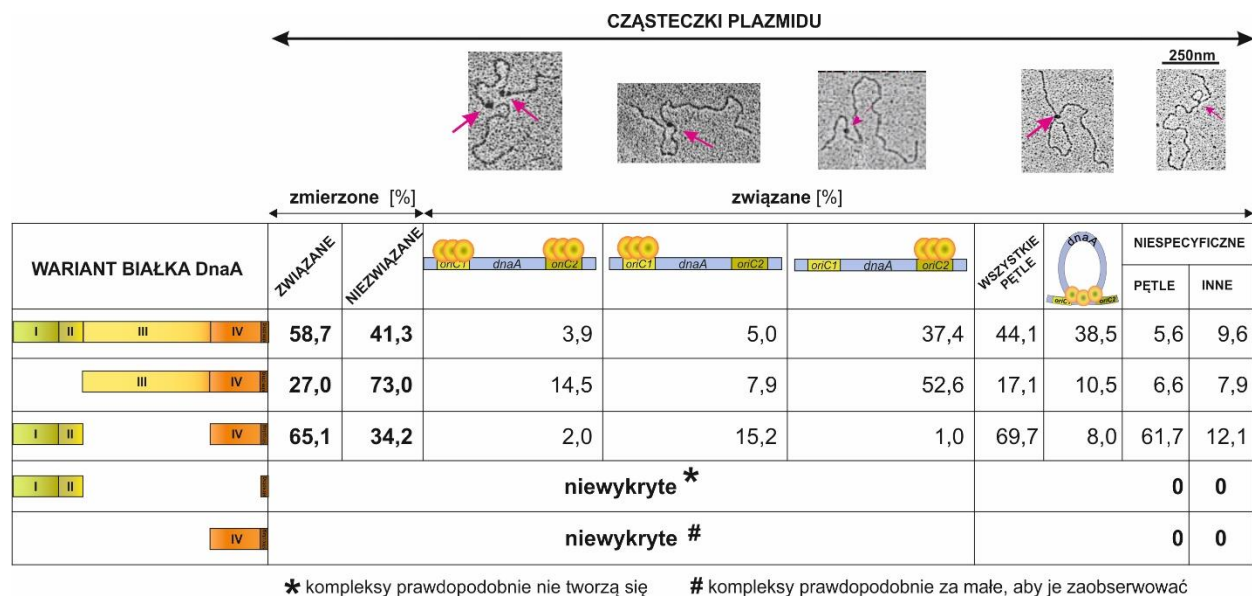 CZĄSTECZKI PLAZMIDU
250nm
zmierzone [%] związane [%]
WARIANT BIAŁKA DnaA ZWIĄZANE NIEZWIĄZANE oriC1 dnaA oriC2 oriC1 dnaA oriC2 oriC1 dnaA oriC2 WSZYSTKIE PĘTLE dnaA oriC1 oriC2 NIESPECYFICZNE
PĘTLE INNE
I II III IV 58,7 41,3 3,9 5,0 37,4 44,1 38,5 5,6 9,6
III IV 27,0 73,0 14,5 7,9 52,6 17,1 10,5 6,6 7,9
I II IV 65,1 34,2 2,0 15,2 1,0 69,7 8,0 61,7 12,1
I II niewykryte * 0 0
IV niewykryte # 0 0
* kompleksy prawdopodobnie nie tworzą się # kompleksy prawdopodobnie za małe, aby je zaobserwować